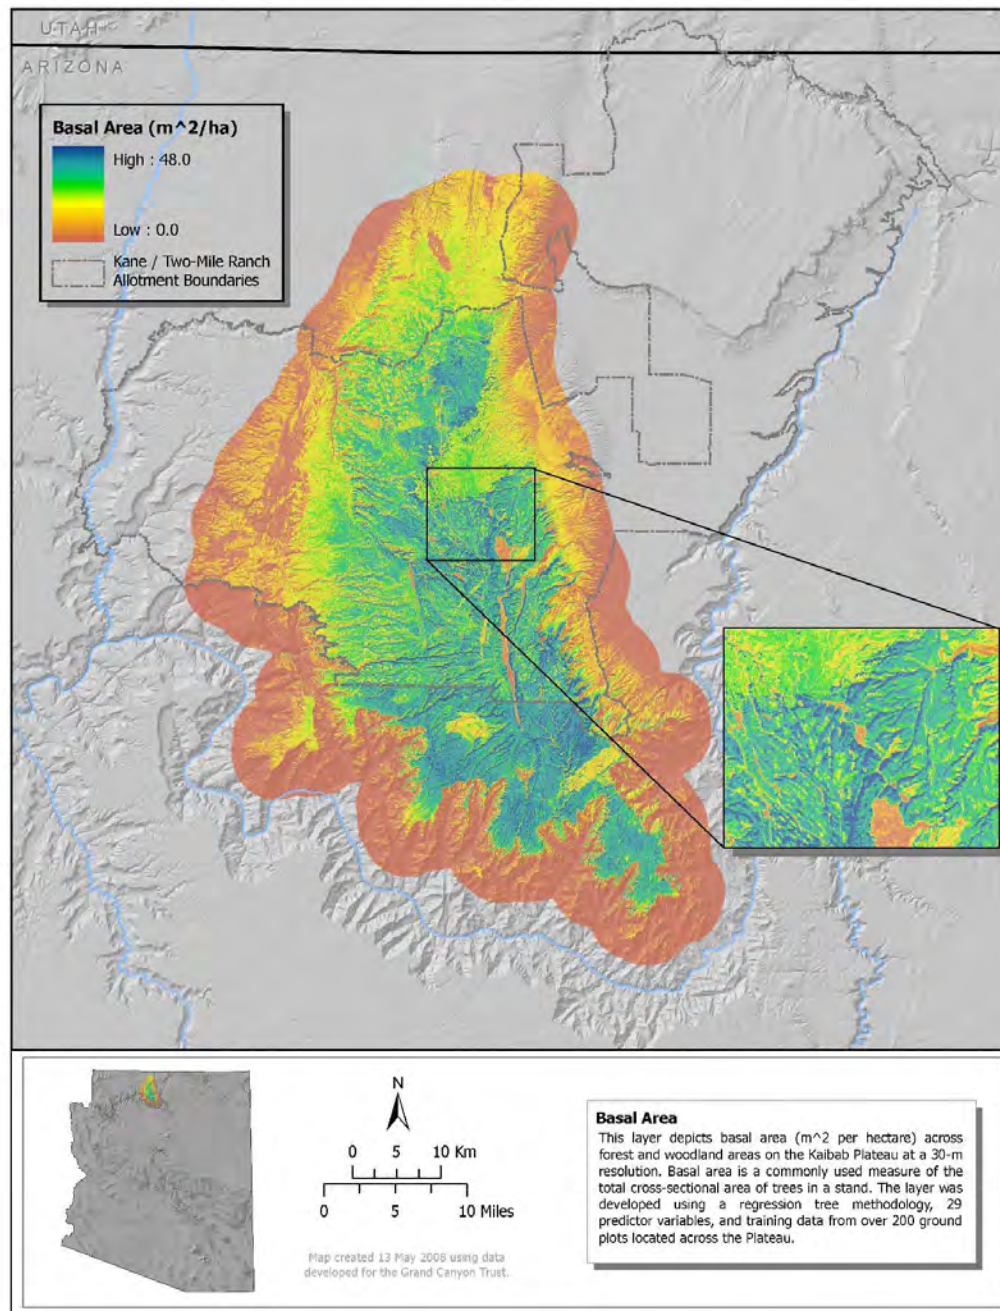 UTAH
ARIZONA
Basal Area (m^2/ha)
High : 48.0
Low : 0.0
Kane / Two-Mile Ranch
Allotment Boundaries
N
0 5 10 Km
0 5 10 Miles
Map created 13 May 2008 using data
developed for the Grand Canyon Trust.
Basal Area
This layer depicts basal area (m^2 per hectare) across
forest and woodland areas on the Kaibab Plateau at a 30-m
resolution. Basal area is a commonly used measure of the
total cross-sectional area of trees in a stand. The layer was
developed using a regression tree methodology, 29
predictor variables, and training data from over 200 ground
plots located across the Plateau.